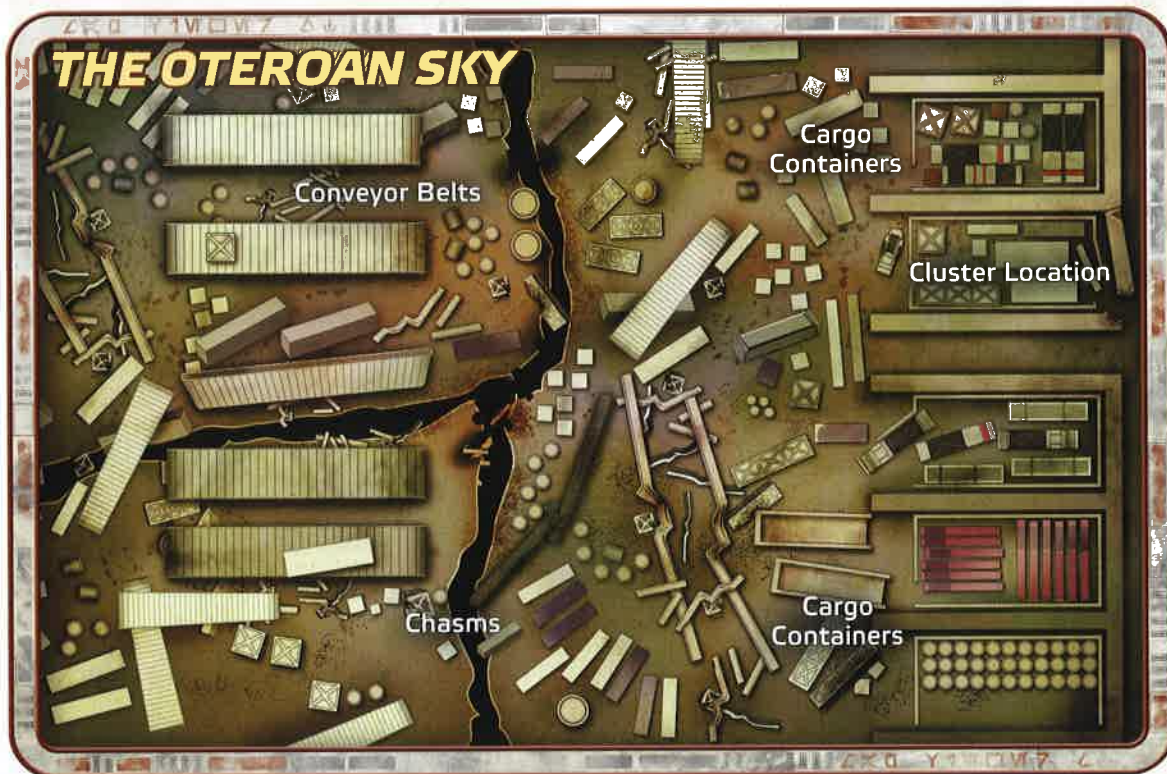 THE OTEROAN SKY
Conveyor Belts
Cargo
Containers
Cluster Location
Chasms
Cargo
Containers